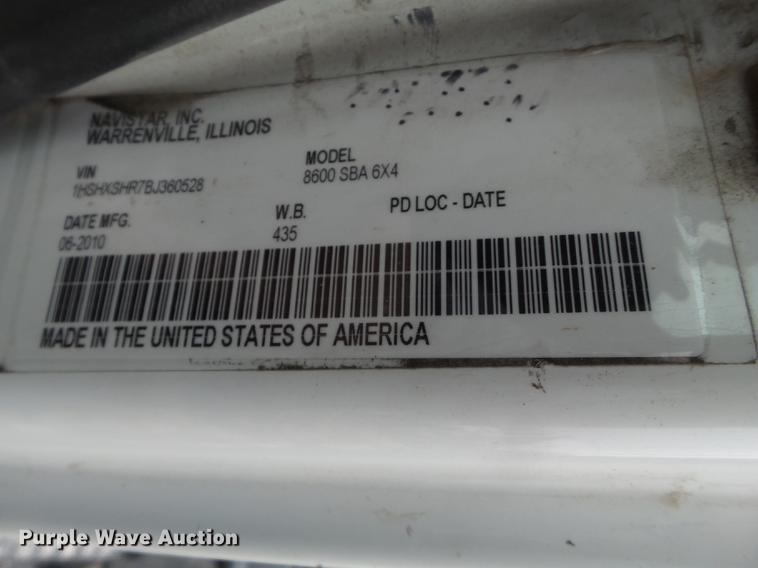 NAVISTAR, INC.
WARRENVILLE, ILLINOIS
VIN
1HSHXSHR7BJ360528
MODEL
8600 SBA 6X4
DATE MFG.
06-2010
W.B.
435
PD LOC - DATE
MADE IN THE UNITED STATES OF AMERICA
Purple Wave Auction